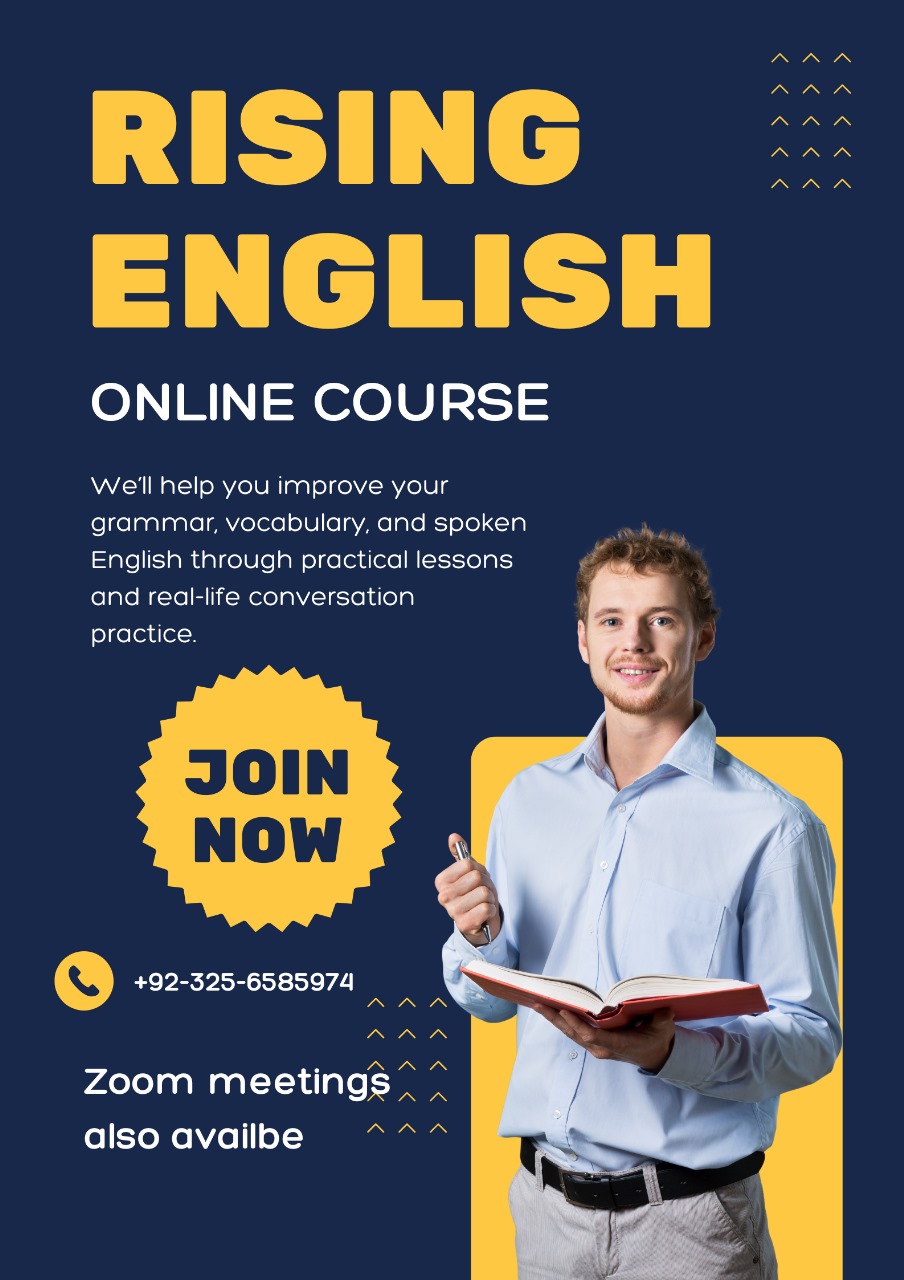 RISING
ENGLISH
ONLINE COURSE
We'll help you improve your
grammar, vocabulary, and spoken
English through practical lessons
and real-life conversation
practice.
JOIN
NOW
+92-325-6585974
Zoom meetings
also availbe